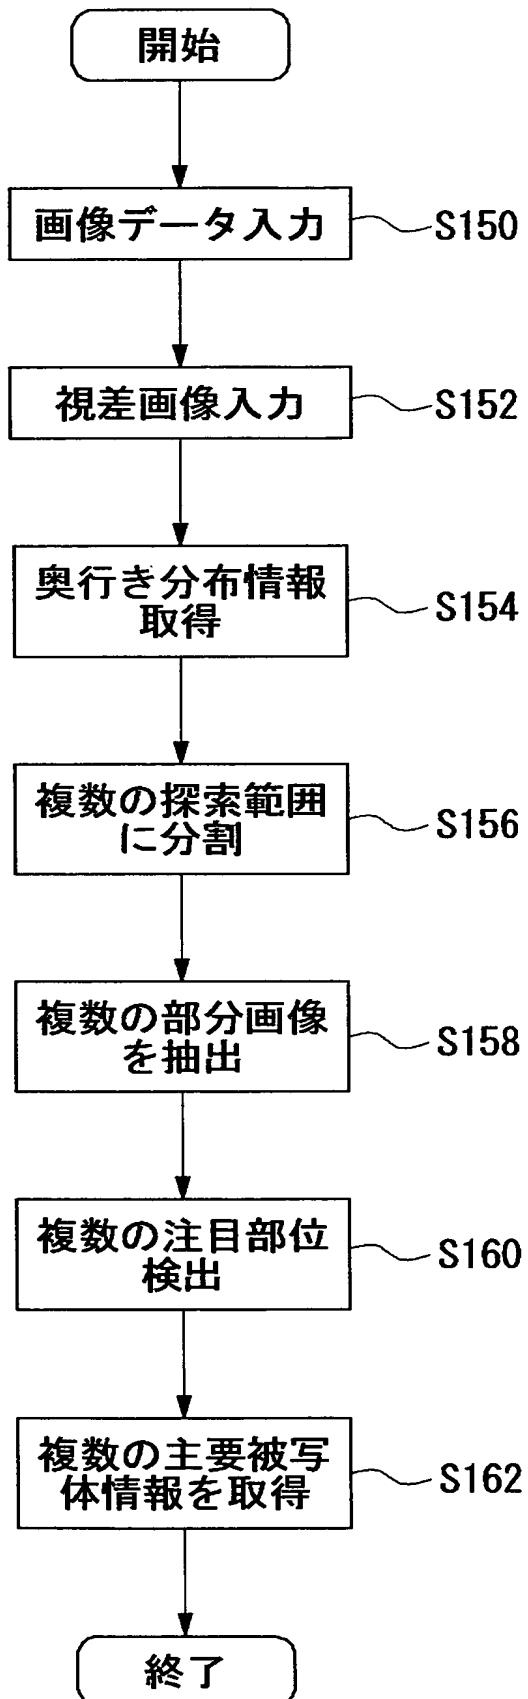 開始
画像データ入力
S150
視差画像入力
S152
奥行き分布情報
取得
S154
複数の探索範囲
に分割
S156
複数の部分画像
を抽出
S158
複数の注目部位
検出
S160
複数の主要被写
体情報を取得
S162
終了